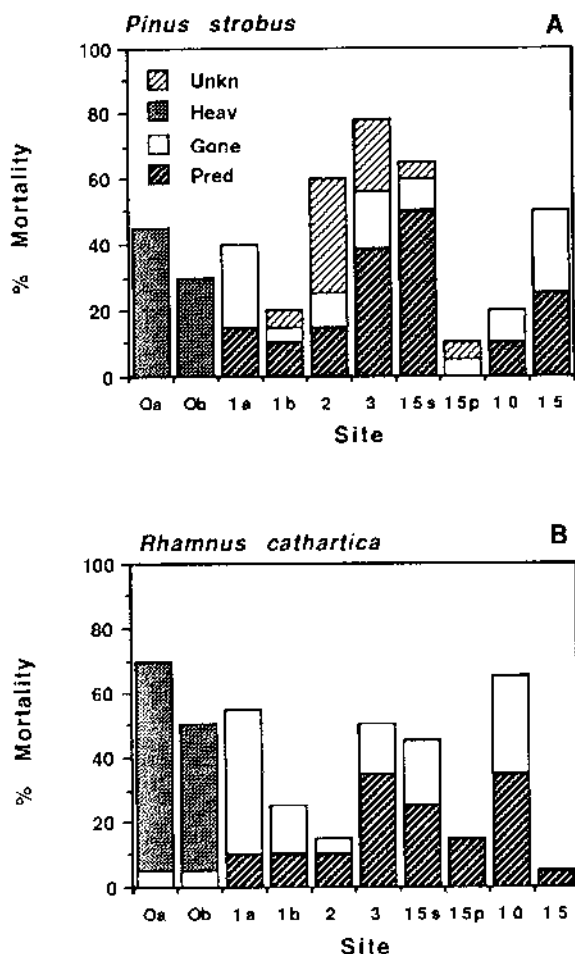 Pinus strobus A
100
80
60
40
20
0
% Mortality
Unkn
Heav
Gone
Pred
Oa Ob 1a 1b 2 3 15s 15p 10 15
Site
Rhamnus cathartica B
100
80
60
40
20
0
% Mortality
Oa Ob 1a 1b 2 3 15s 15p 10 15
Site